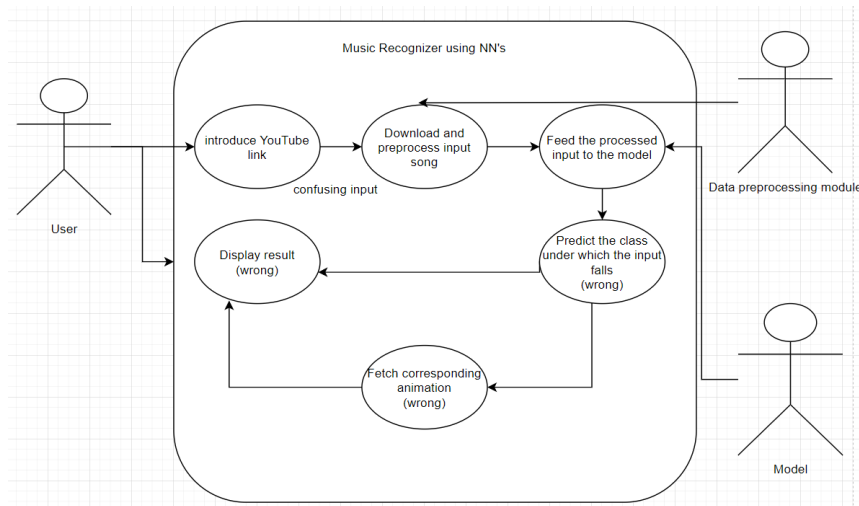 Music Recognizer using NN's
introduce YouTube
link
Download and
preprocess input
song
Feed the processed
input to the model
confusing input
Data preprocessing module
User
Display result
(wrong)
Predict the class
under which the input
falls
(wrong)
Fetch corresponding
animation
(wrong)
Model